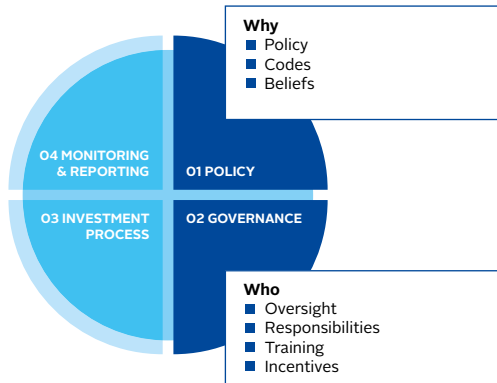 Why
Policy
Codes
Beliefs
04 MONITORING
& REPORTING
01 POLICY
03 INVESTMENT
PROCESS
02 GOVERNANCE
Who
Oversight
Responsibilities
Training
Incentives